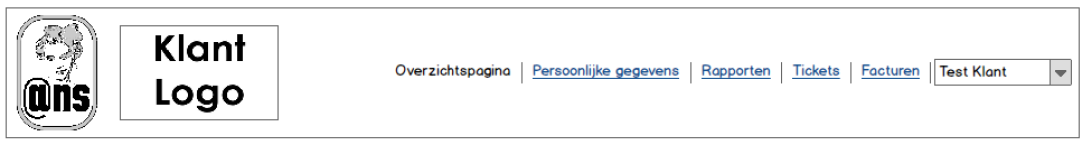 @ns
Klant
Logo
Overzichtspagina | Persoonlijke gegevens | Rapporten | Tickets | Facturen | Test Klant